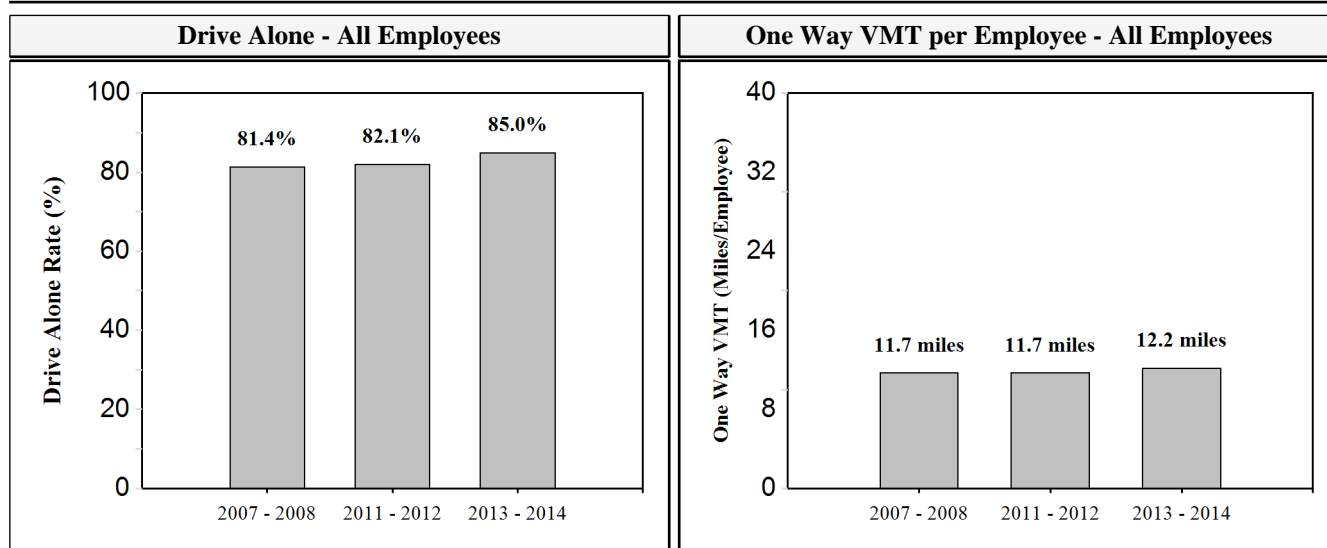 Drive Alone - All Employees
One Way VMT per Employee - All Employees
Drive Alone Rate (%)
100
80
60
40
20
0
81.4%
82.1%
85.0%
2007 - 2008
2011 - 2012
2013 - 2014
One Way VMT (Miles/Employee)
40
32
24
16
8
0
11.7 miles
11.7 miles
12.2 miles
2007 - 2008
2011 - 2012
2013 - 2014